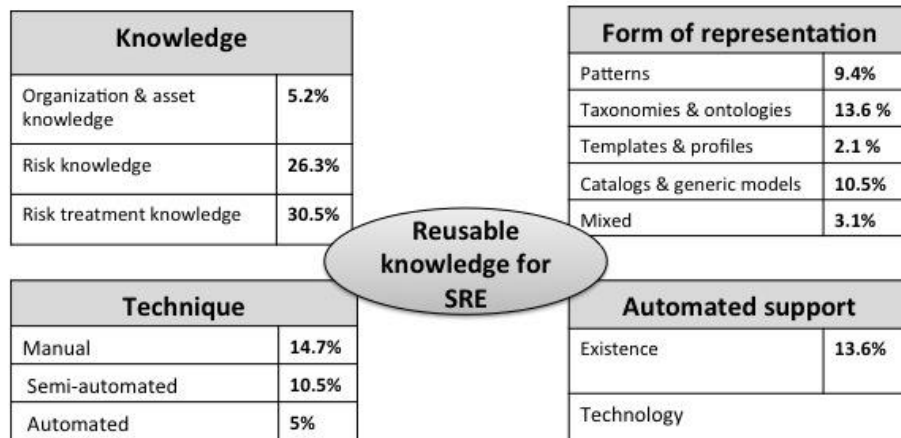 Knowledge
Organization & asset
knowledge
5.2%
Risk knowledge
26.3%
Risk treatment knowledge
30.5%
Form of representation
Patterns
9.4%
Taxonomies & ontologies
13.6 %
Templates & profiles
2.1 %
Catalogs & generic models
10.5%
Mixed
3.1%
Reusable
knowledge for
SRE
Technique
Manual
14.7%
Semi-automated
10.5%
Automated
5%
Automated support
Existence
13.6%
Technology